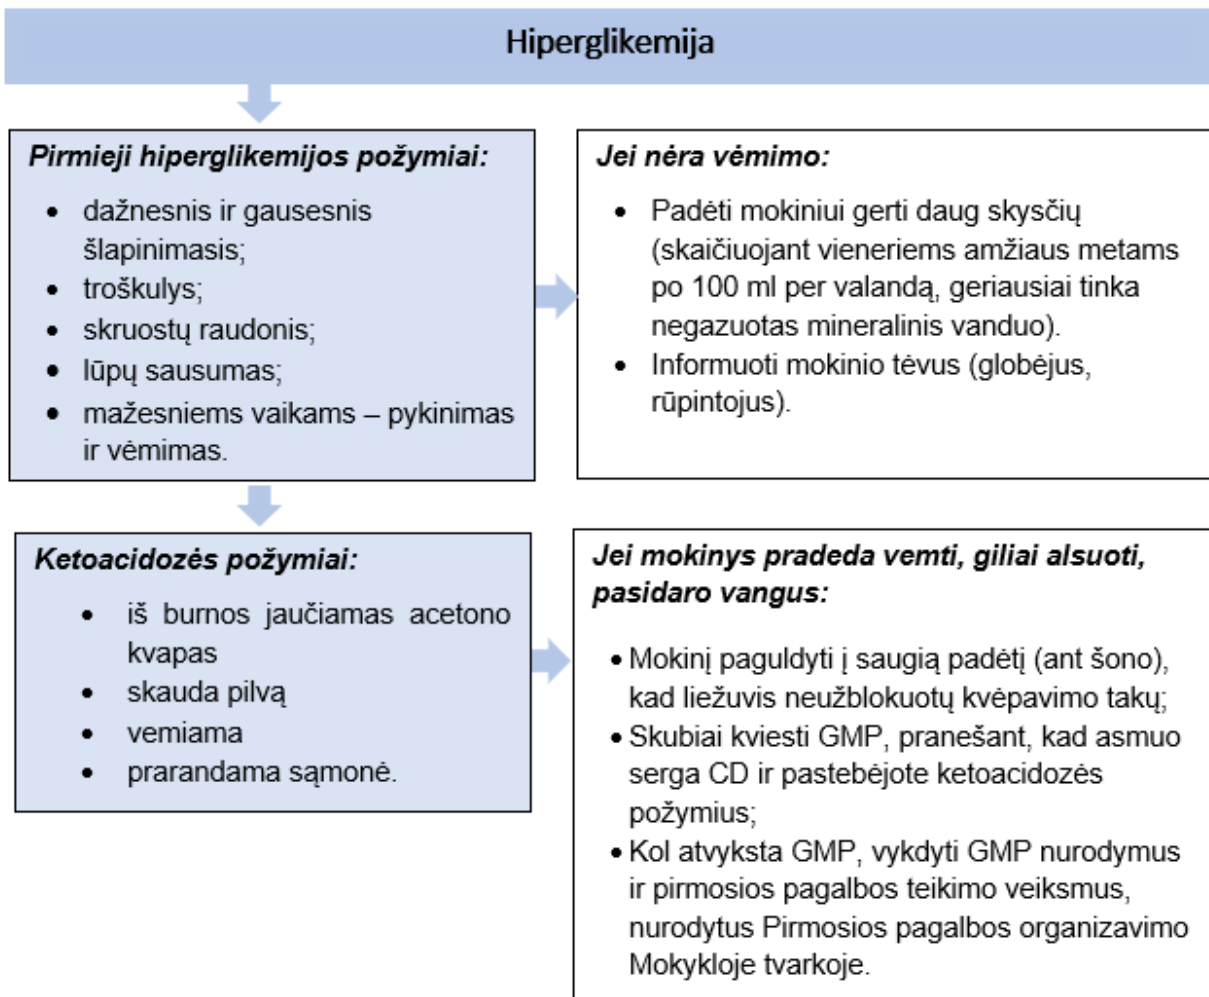 Hiperglikemija
Pirmieji hiperglikemijos požymiai:
• dažnesnis ir gausesnis
šlapinimasis;
• troškulys;
• skruostų raudonis;
• lūpų sausumas;
• mažesniems vaikams – pykinimas
ir vėmimas.
Jei nėra vėmimo:
• Padėti mokiniui gerti daug skysčių
(skaičiuojant vieneriems amžiaus metams
po 100 ml per valandą, geriausiai tinka
negazuotas mineralinis vanduo).
• Informuoti mokinio tėvus (globėjus,
rūpintojus).
Ketoacidozės požymiai:
• iš burnos jaučiamas acetono
kvapas
• skauda pilvą
• vemiama
• prarandama sąmonė.
Jei mokinys pradeda vemti, giliai alsuoti,
pasidaro vangus:
• Mokinį paguldyti į saugią padėtį (ant šono),
kad liežuvis neužblokuotų kvėpavimo takų;
• Skubiai kviesti GMP, pranešant, kad asmuo
serga CD ir pastebėjote ketoacidozės
požymius;
• Kol atvyksta GMP, vykdyti GMP nurodymus
ir pirmosios pagalbos teikimo veiksmus,
nurodytus Pirmosios pagalbos organizavimo
Mokykloje tvarkoje.